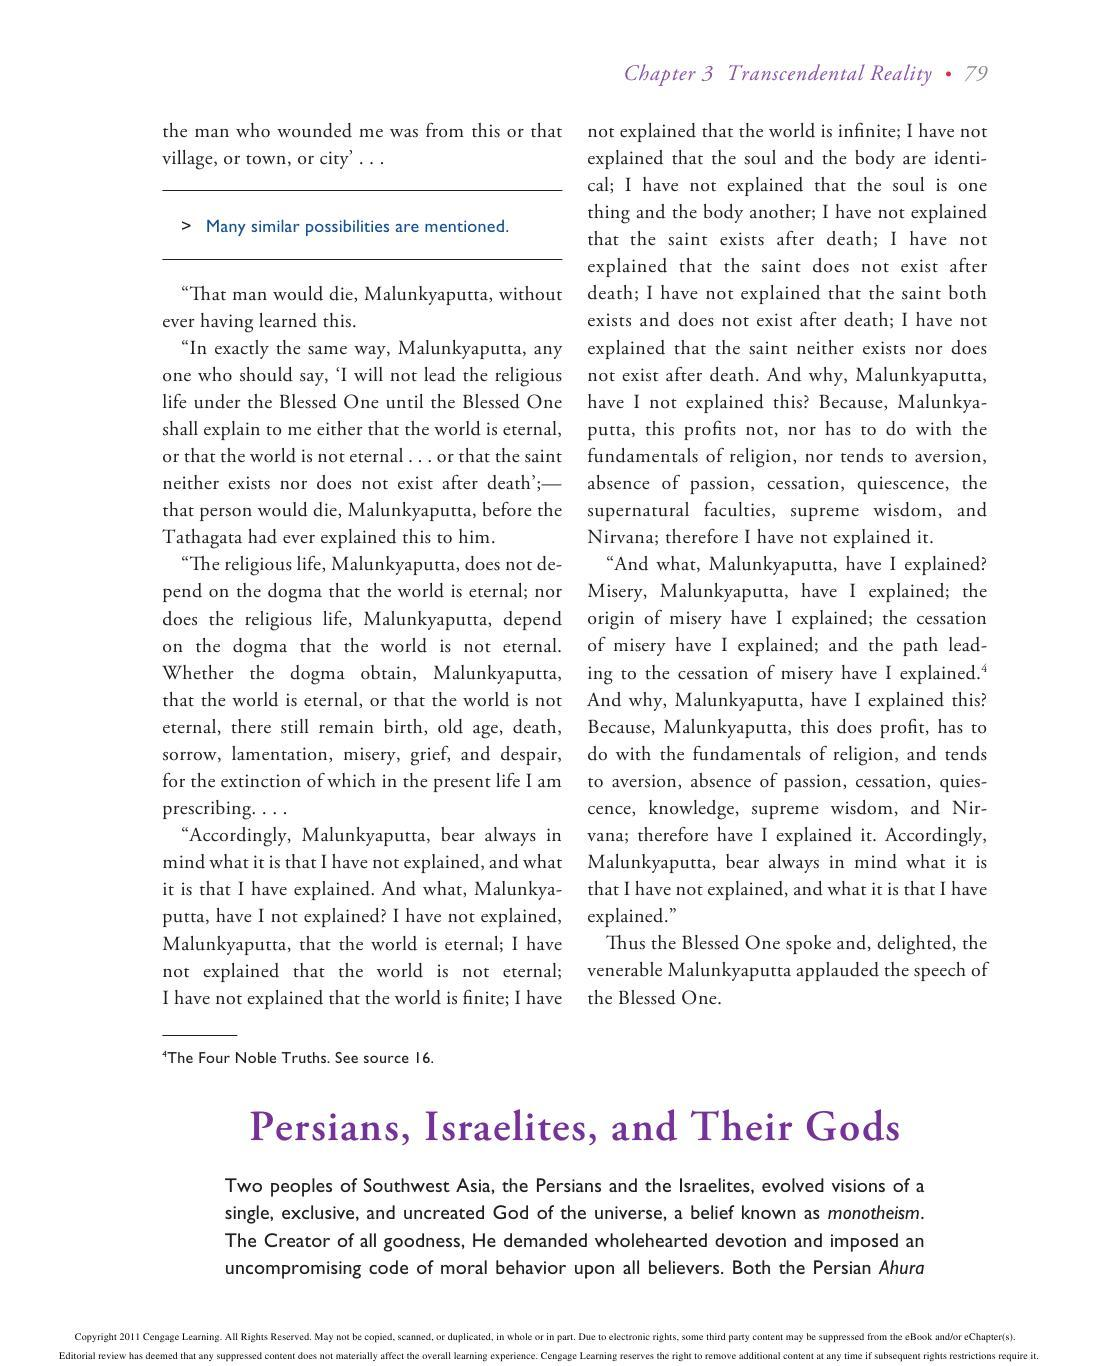 Chapter 3 Transcendental Reality • 79
the man who wounded me was from this or that
village, or town, or city’ . . .
> Many similar possibilities are mentioned.
“That man would die, Malunkyaputta, without
ever having learned this.
“In exactly the same way, Malunkyaputta, any
one who should say, ‘I will not lead the religious
life under the Blessed One until the Blessed One
shall explain to me either that the world is eternal,
or that the world is not eternal . . . or that the saint
neither exists nor does not exist after death’;—
that person would die, Malunkyaputta, before the
Tathagata had ever explained this to him.
“The religious life, Malunkyaputta, does not de-
pend on the dogma that the world is eternal; nor
does the religious life, Malunkyaputta, depend
on the dogma that the world is not eternal.
Whether the dogma obtain, Malunkyaputta,
that the world is eternal, or that the world is not
eternal, there still remain birth, old age, death,
sorrow, lamentation, misery, grief, and despair,
for the extinction of which in the present life I am
prescribing. . . .
“Accordingly, Malunkyaputta, bear always in
mind what it is that I have not explained, and what
it is that I have explained. And what, Malunkya-
putta, have I not explained? I have not explained,
Malunkyaputta, that the world is eternal; I have
not explained that the world is not eternal;
I have not explained that the world is finite; I have
not explained that the world is infinite; I have not
explained that the soul and the body are identi-
cal; I have not explained that the soul is one
thing and the body another; I have not explained
that the saint exists after death; I have not
explained that the saint does not exist after
death; I have not explained that the saint both
exists and does not exist after death; I have not
explained that the saint neither exists nor does
not exist after death. And why, Malunkyaputta,
have I not explained this? Because, Malunkya-
putta, this profits not, nor has to do with the
fundamentals of religion, nor tends to aversion,
absence of passion, cessation, quiescence, the
supernatural faculties, supreme wisdom, and
Nirvana; therefore I have not explained it.
“And what, Malunkyaputta, have I explained?
Misery, Malunkyaputta, have I explained; the
origin of misery have I explained; the cessation
of misery have I explained; and the path lead-
ing to the cessation of misery have I explained.4
And why, Malunkyaputta, have I explained this?
Because, Malunkyaputta, this does profit, has to
do with the fundamentals of religion, and tends
to aversion, absence of passion, cessation, quies-
cence, knowledge, supreme wisdom, and Nir-
vana; therefore have I explained it. Accordingly,
Malunkyaputta, bear always in mind what it is
that I have not explained, and what it is that I have
explained.”
Thus the Blessed One spoke and, delighted, the
venerable Malunkyaputta applauded the speech of
the Blessed One.
4The Four Noble Truths. See source 16.
Persians, Israelites, and Their Gods
Two peoples of Southwest Asia, the Persians and the Israelites, evolved visions of a
single, exclusive, and uncreated God of the universe, a belief known as monotheism.
The Creator of all goodness, He demanded wholehearted devotion and imposed an
uncompromising code of moral behavior upon all believers. Both the Persian Ahura
Copyright 2011 Cengage Learning. All Rights Reserved. May not be copied, scanned, or duplicated, in whole or in part. Due to electronic rights, some third party content may be suppressed from the eBook and/or eChapter(s).
Editorial review has deemed that any suppressed content does not materially affect the overall learning experience. Cengage Learning reserves the right to remove additional content at any time if subsequent rights restrictions require it.